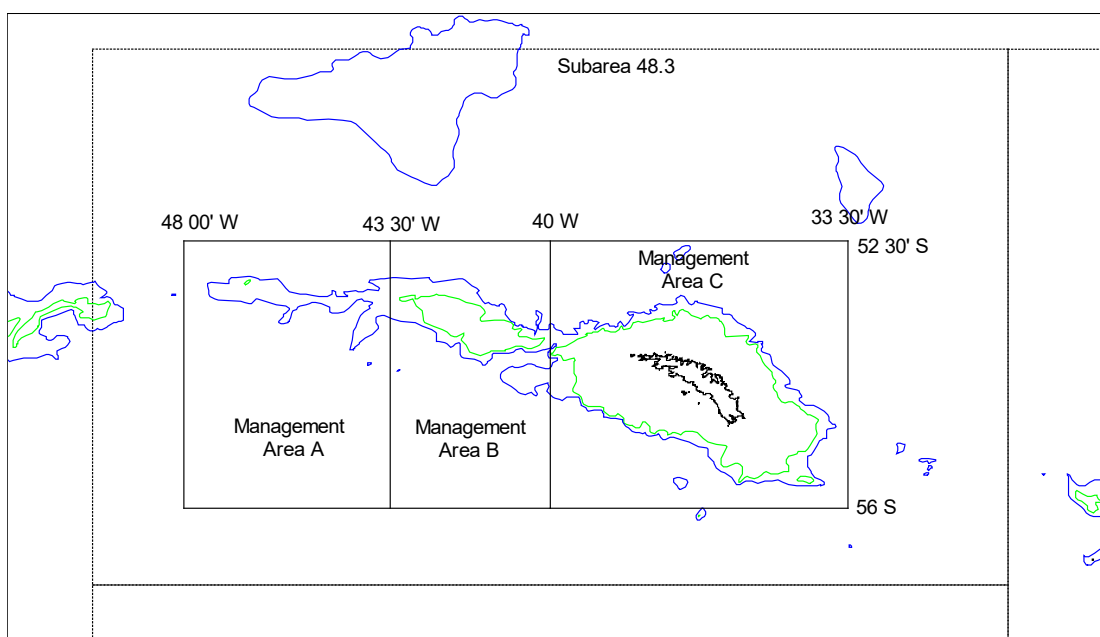 Subarea 48.3
48 00' W
43 30' W
40 W
33 30' W
52 30' S
Management
Area C
Management
Area A
Management
Area B
56 S